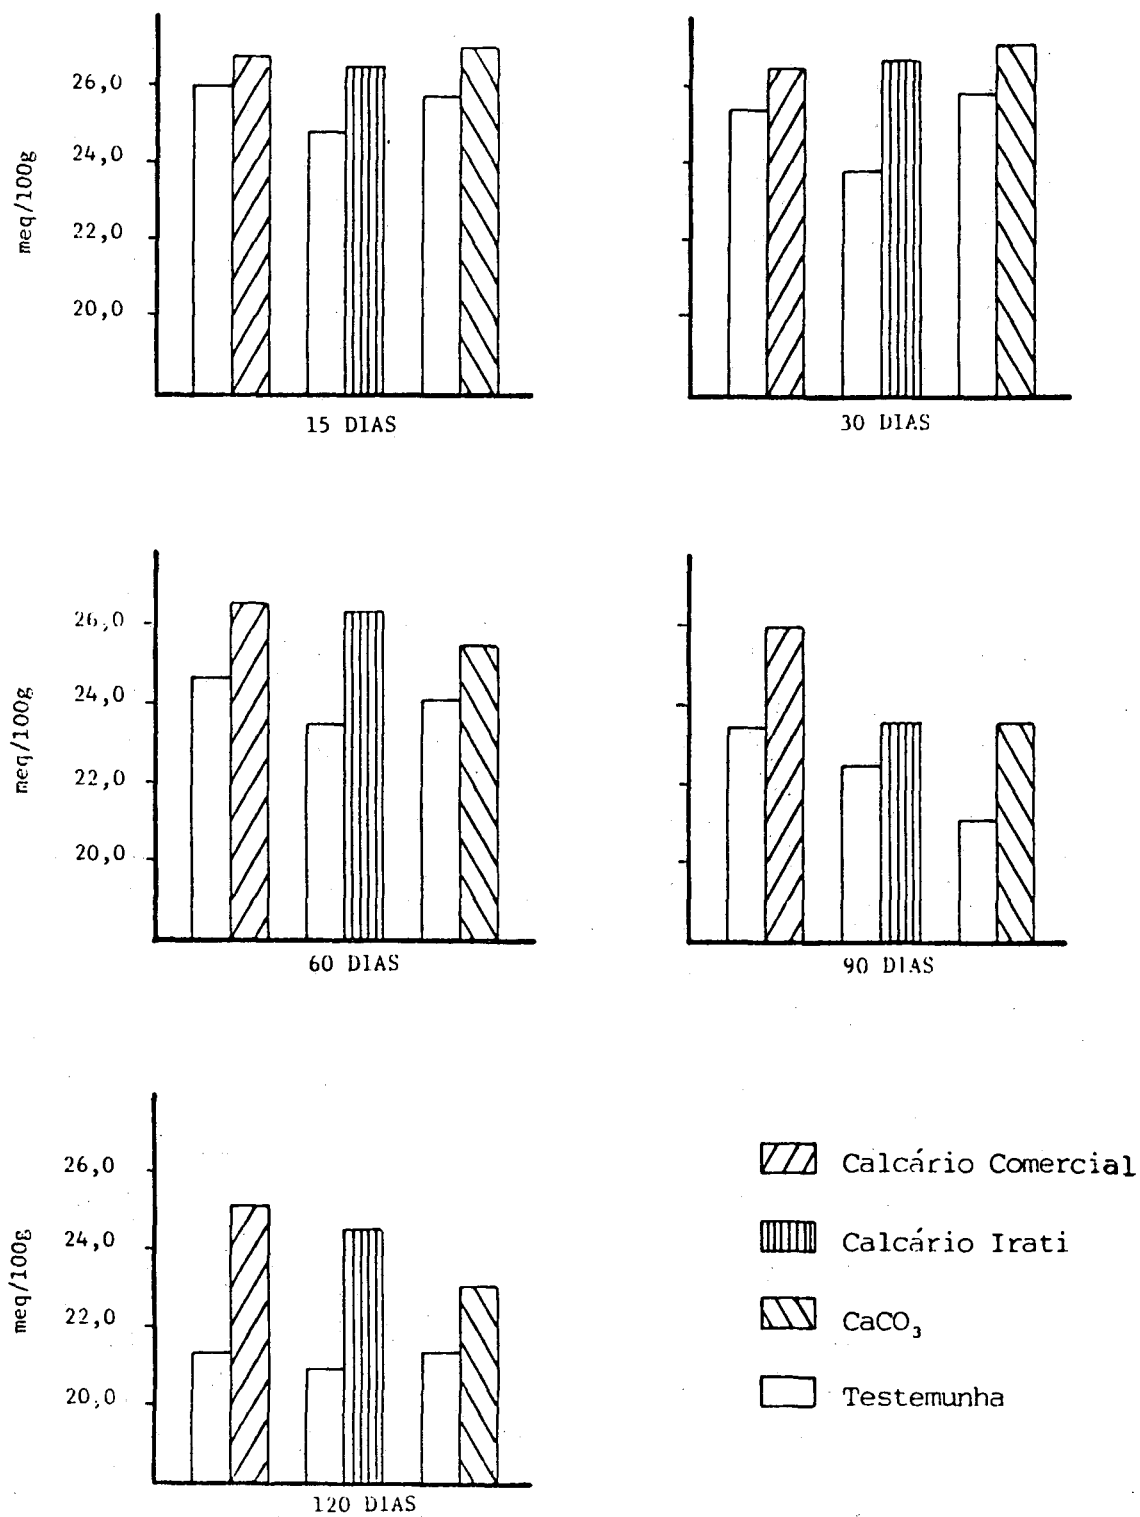 26,0
24,0
22,0
20,0
meq/100g
15 DIAS
30 DIAS
26,0
24,0
22,0
20,0
meq/100g
60 DIAS
90 DIAS
26,0
24,0
22,0
20,0
meq/100g
120 DIAS
Calcário Comercial
Calcário Irati
CaCO₃
Testemunha